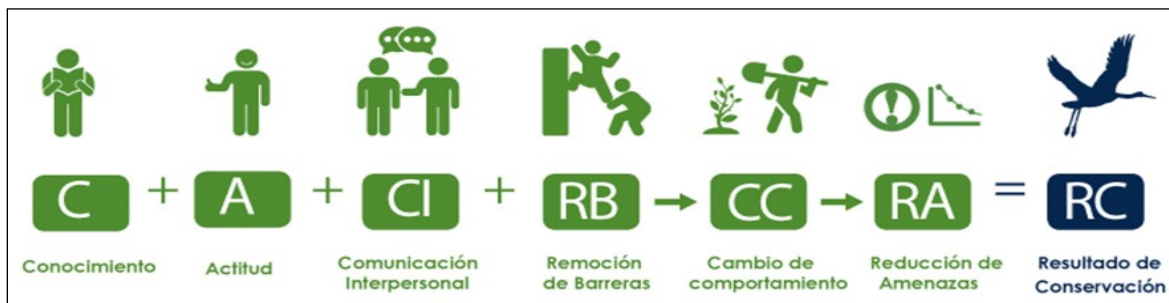 C + A + CI + RB → CC → RA = RC
Conocimiento
Actitud
Comunicación
Interpersonal
Remoción
de Barreras
Cambio de
comportamiento
Reducción de
Amenazas
Resultado de
Conservación